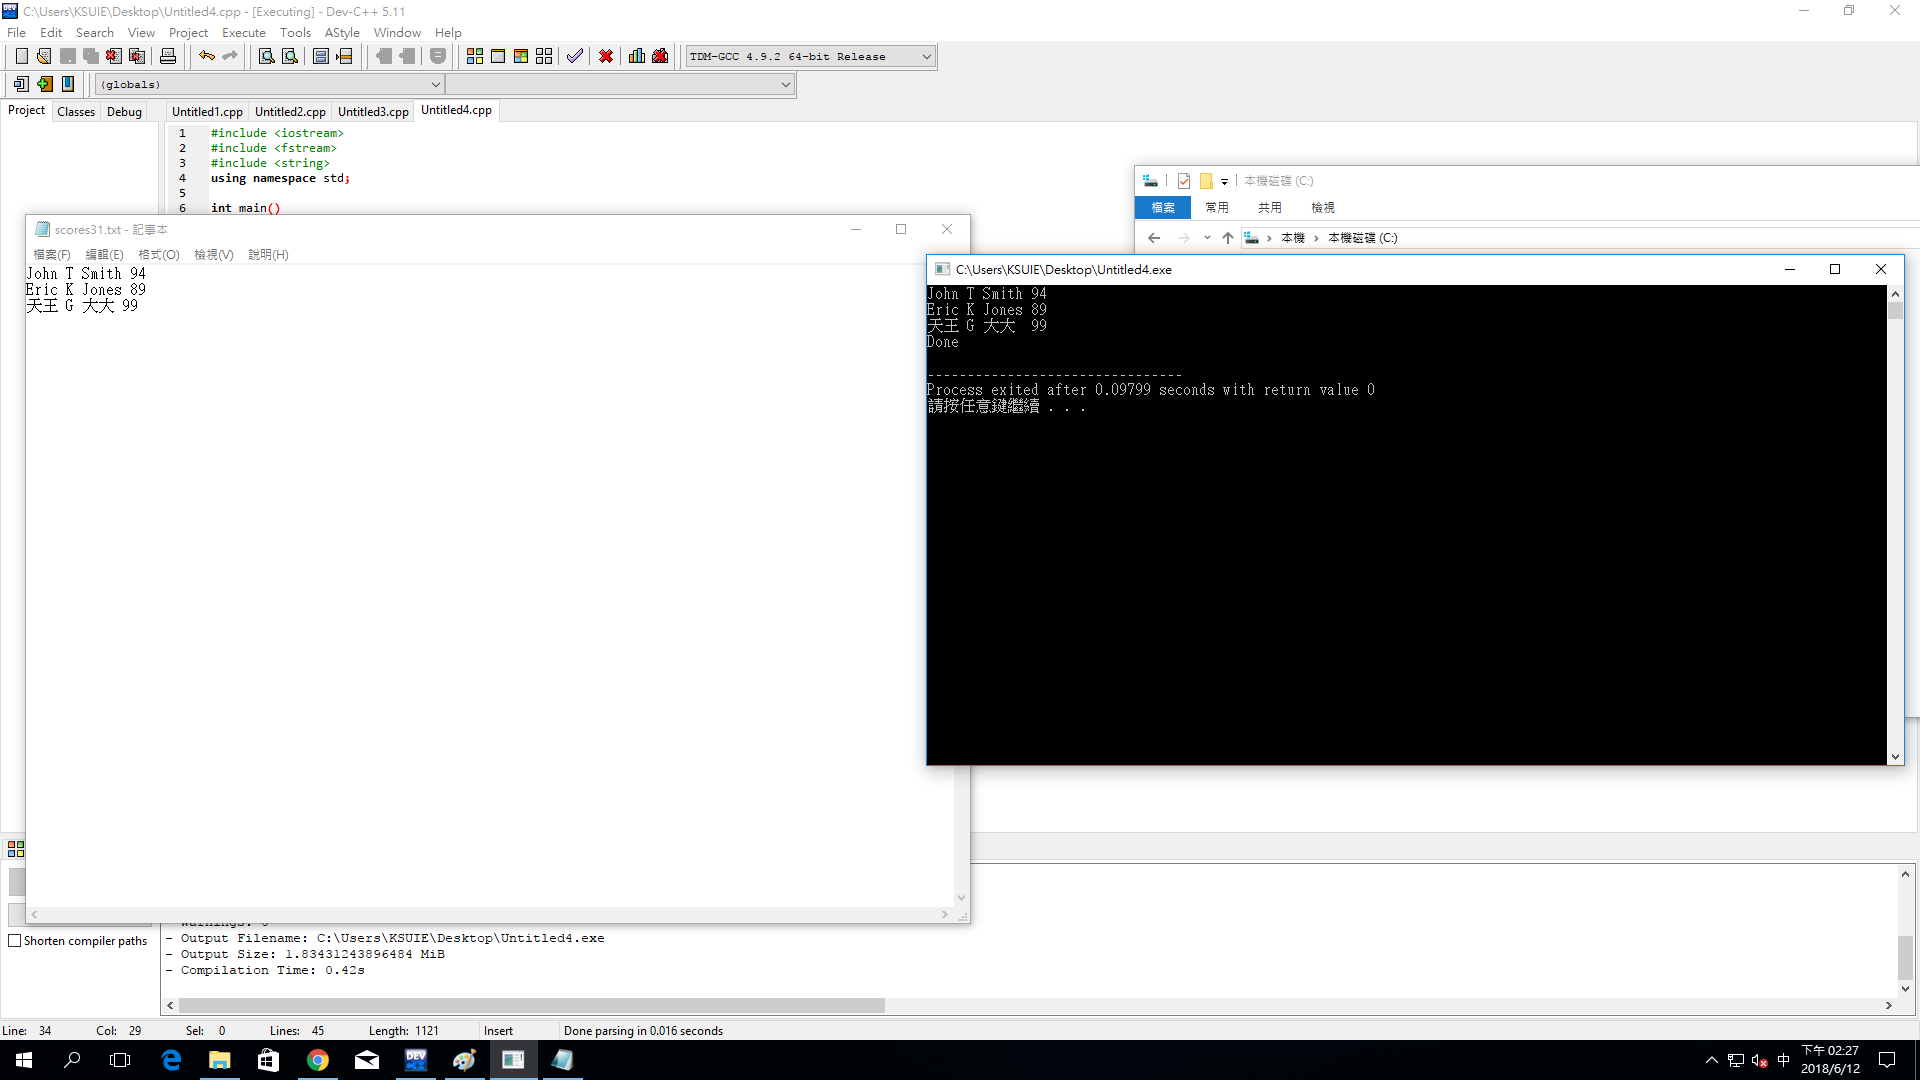 C:\Users\KSUIE\Desktop\Untitled4.cpp - [Executing] - Dev-C++ 5.11
File Edit Search View Project Execute Tools AStyle Window Help
TDM-GCC 4.9.2 64-bit Release
(globals)
Project Classes Debug
Untitled1.cpp Untitled2.cpp Untitled3.cpp Untitled4.cpp
1 #include <iostream>
2 #include <fstream>
3 #include <string>
4 using namespace std;
5
6 int main()
本機磁碟 (C:)
檔案 常用 共用 檢視
本機 本機磁碟 (C:)
scores31.txt - 記事本
檔案(F) 編輯(E) 格式(O) 檢視(V) 說明(H)
John T Smith 94
Eric K Jones 89
天王 G 大大 99
C:\Users\KSUIE\Desktop\Untitled4.exe
John T Smith 94
Eric K Jones 89
天王 G 大大  99
Done
--------------------------------
Process exited after 0.09799 seconds with return value 0
請按任意鍵繼續 . . .
- Output Filename: C:\Users\KSUIE\Desktop\Untitled4.exe
- Output Size: 1.83431243896484 MiB
- Compilation Time: 0.42s
Shorten compiler paths
Line: 34 Col: 29 Sel: 0 Lines: 45 Length: 1121 Insert Done parsing in 0.016 seconds
DEV
中
下午 02:27
2018/6/12